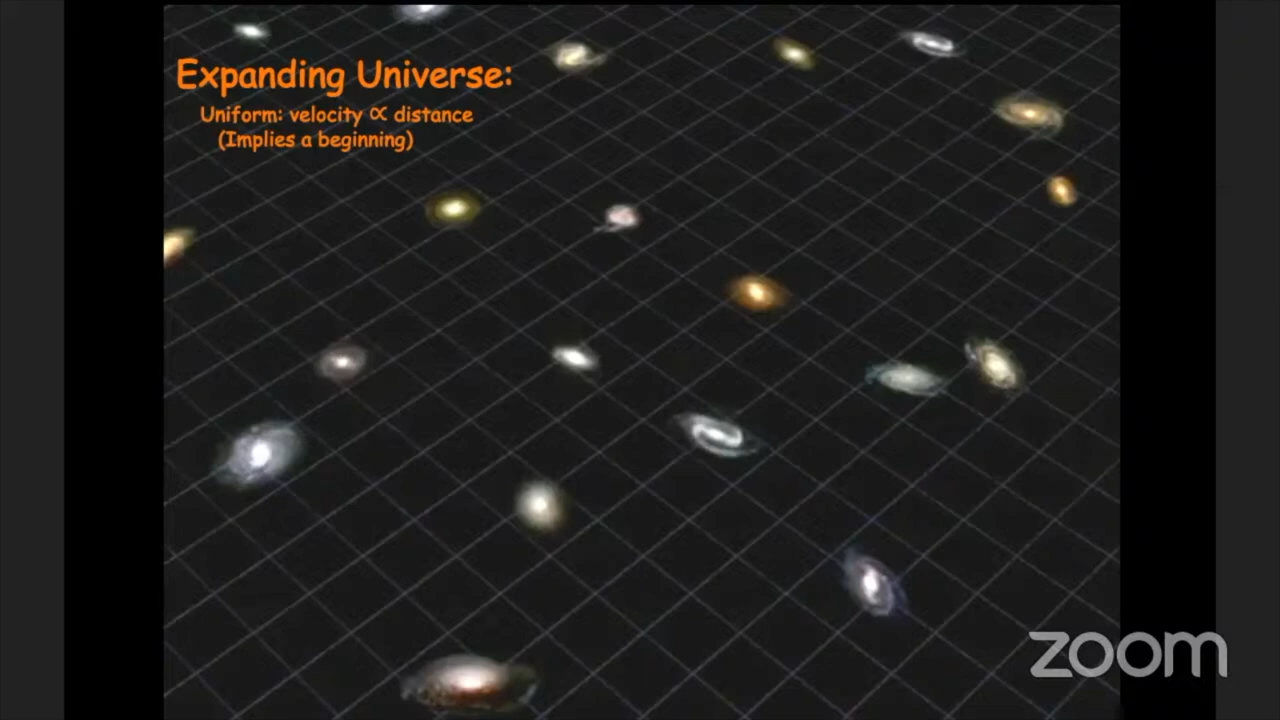 Expanding Universe:
Uniform: velocity ∝ distance
(Implies a beginning)
zoom